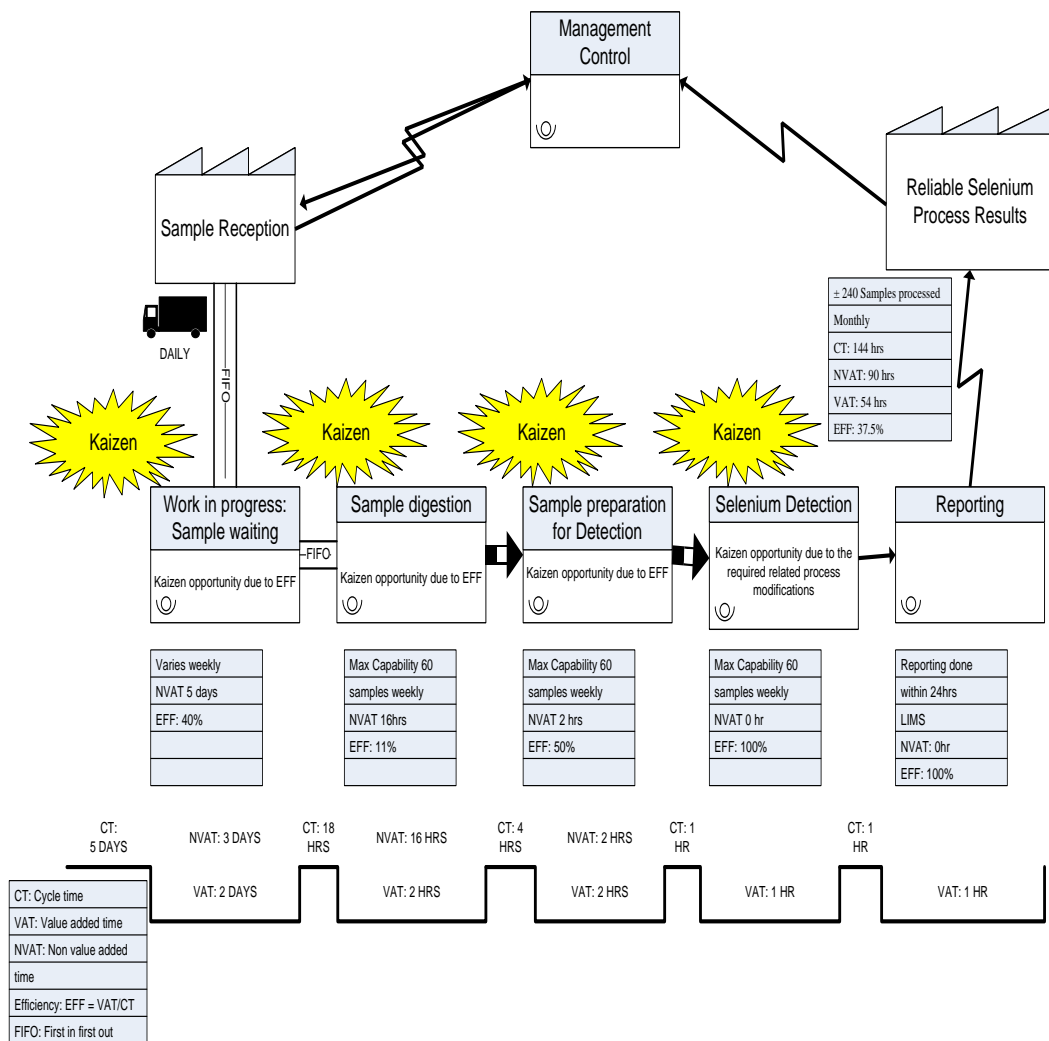 Management
Control
Sample Reception
Reliable Selenium
Process Results
DAILY
FIFO
± 240 Samples processed
Monthly
CT: 144 hrs
NVAT: 90 hrs
VAT: 54 hrs
EFF: 37.5%
Kaizen
Kaizen
Kaizen
Kaizen
Work in progress:
Sample waiting
Kaizen opportunity due to EFF
FIFO
Sample digestion
Kaizen opportunity due to EFF
Sample preparation
for Detection
Kaizen opportunity due to EFF
Selenium Detection
Kaizen opportunity due to the
required related process
modifications
Reporting
Varies weekly
NVAT 5 days
EFF: 40%
Max Capability 60
samples weekly
NVAT 16hrs
EFF: 11%
Max Capability 60
samples weekly
NVAT 2 hrs
EFF: 50%
Max Capability 60
samples weekly
NVAT 0 hr
EFF: 100%
Reporting done
within 24hrs
LIMS
NVAT: 0hr
EFF: 100%
CT:
5 DAYS
NVAT: 3 DAYS
CT: 18
HRS
NVAT: 16 HRS
CT: 4
HRS
NVAT: 2 HRS
CT: 1
HR
CT: 1
HR
VAT: 2 DAYS
VAT: 2 HRS
VAT: 2 HRS
VAT: 1 HR
VAT: 1 HR
CT: Cycle time
VAT: Value added time
NVAT: Non value added
time
Efficiency: EFF = VAT/CT
FIFO: First in first out